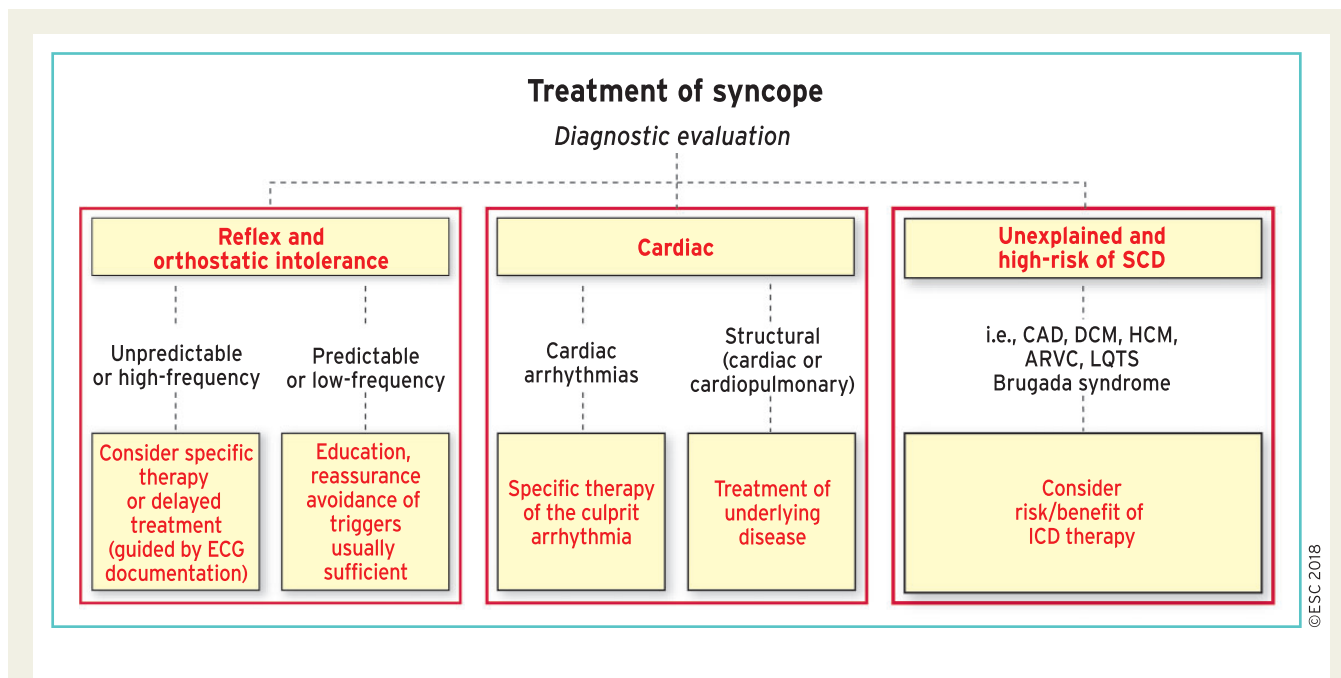 Treatment of syncope
Diagnostic evaluation
Reflex and
orthostatic intolerance
Unpredictable
or high-frequency
Predictable
or low-frequency
Consider specific
therapy
or delayed
treatment
(guided by ECG
documentation)
Education,
reassurance
avoidance of
triggers
usually
sufficient
Cardiac
Cardiac
arrhythmias
Structural
(cardiac or
cardiopulmonary)
Specific therapy
of the culprit
arrhythmia
Treatment of
underlying
disease
Unexplained and
high-risk of SCD
i.e., CAD, DCM, HCM,
ARVC, LQTS
Brugada syndrome
Consider
risk/benefit of
ICD therapy
©ESC 2018